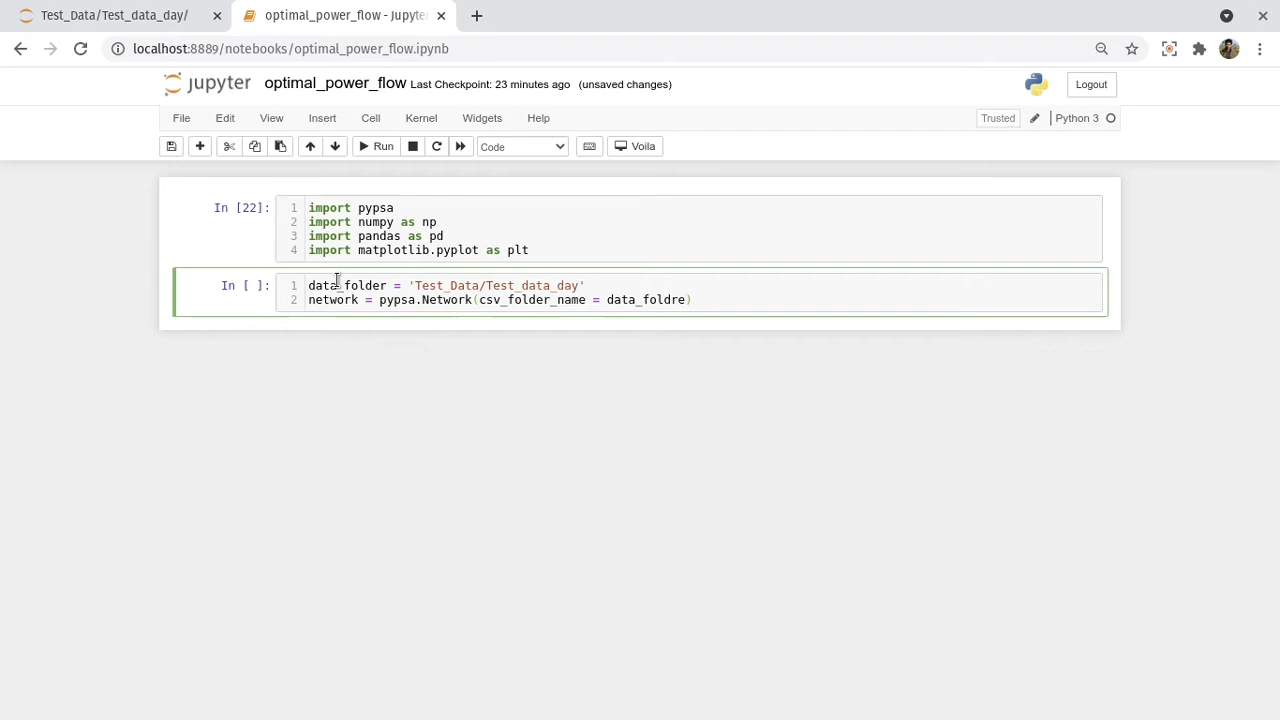 Test_Data/Test_data_day/
optimal_power_flow - Jupyte
localhost:8889/notebooks/optimal_power_flow.ipynb
jupyter optimal_power_flow Last Checkpoint: 23 minutes ago (unsaved changes) Logout
File Edit View Insert Cell Kernel Widgets Help Trusted Python 3
Run Code Voila
In [22]: 1 import pypsa
2 import numpy as np
3 import pandas as pd
4 import matplotlib.pyplot as plt
In [ ]: 1 data_folder = 'Test_Data/Test_data_day'
2 network = pypsa.Network(csv_folder_name = data_foldre)